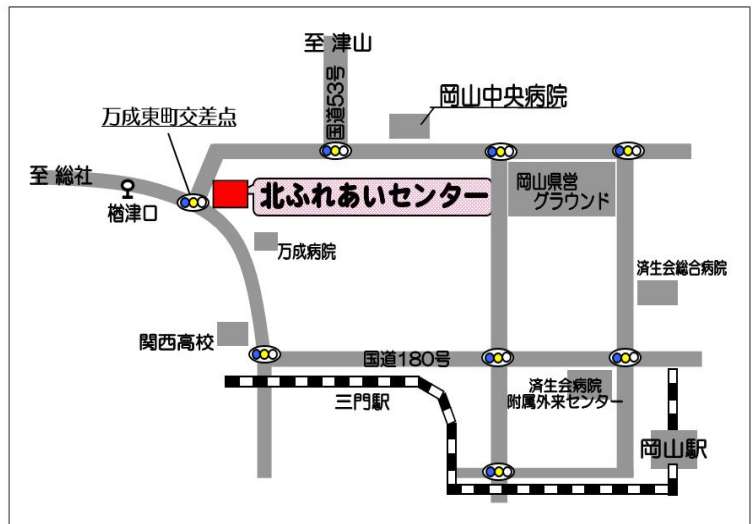 至 津山
国道53号
岡山中央病院
万成東町交差点
至 総社
楢津口
北ふれあいセンター
岡山県営
グラウンド
万成病院
済生会総合病院
関西高校
国道180号
三門駅
済生会病院
附属外来センター
岡山駅